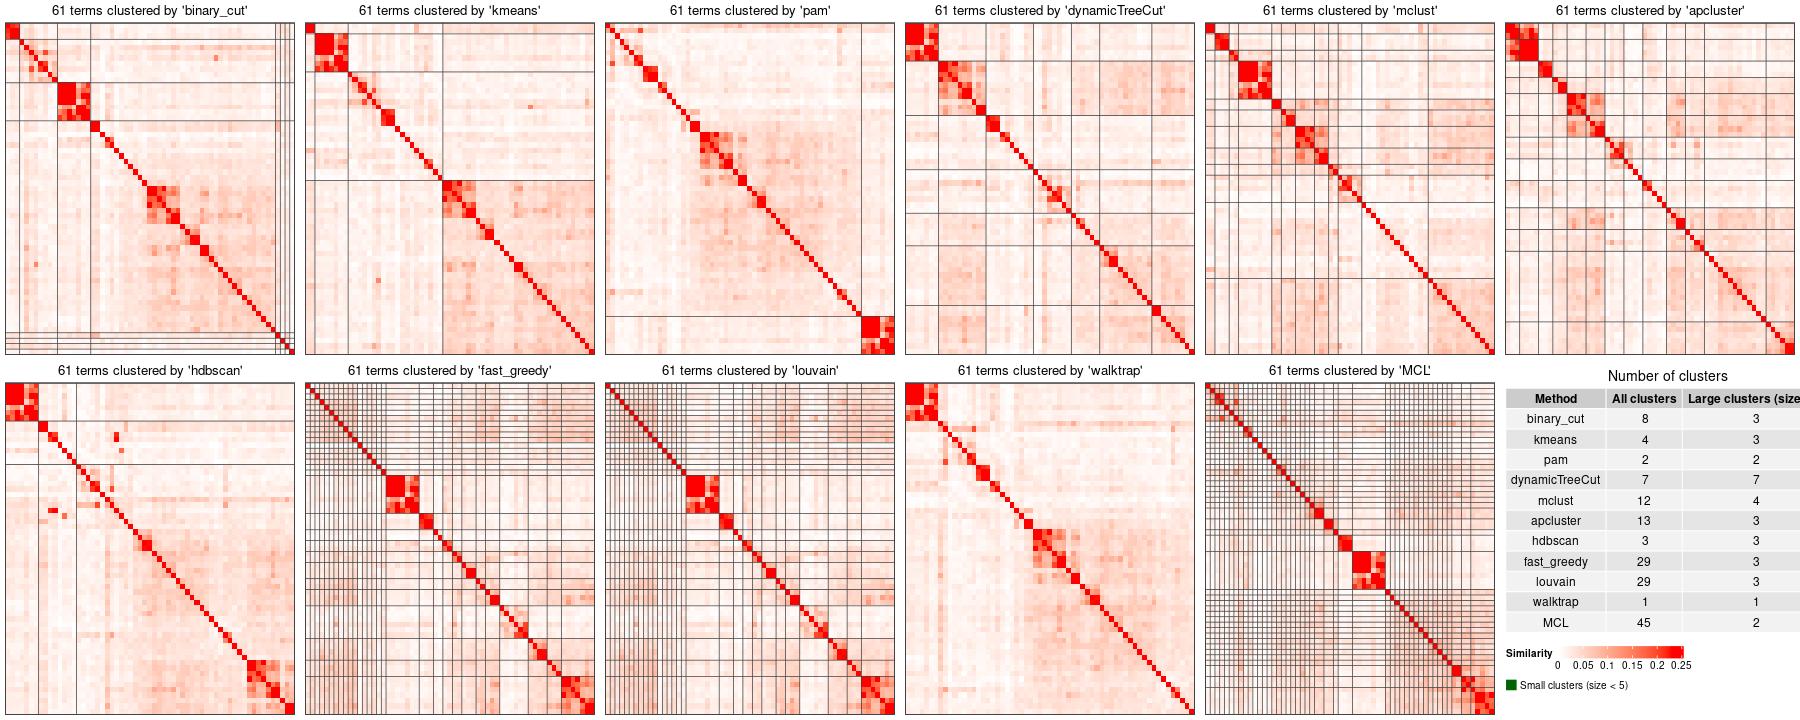 61 terms clustered by 'binary_cut'
61 terms clustered by 'kmeans'
61 terms clustered by 'pam'
61 terms clustered by 'dynamicTreeCut'
61 terms clustered by 'mclust'
61 terms clustered by 'apcluster'
61 terms clustered by 'hdbscan'
61 terms clustered by 'fast_greedy'
61 terms clustered by 'louvain'
61 terms clustered by 'walktrap'
61 terms clustered by 'MCL'
Number of clusters
Method All clusters Large clusters (size
binary_cut 8 3
kmeans 4 3
pam 2 2
dynamicTreeCut 7 7
mclust 12 4
apcluster 13 3
hdbscan 3 3
fast_greedy 29 3
louvain 29 3
walktrap 1 1
MCL 45 2
Similarity
0 0.05 0.1 0.15 0.2 0.25
Small clusters (size < 5)